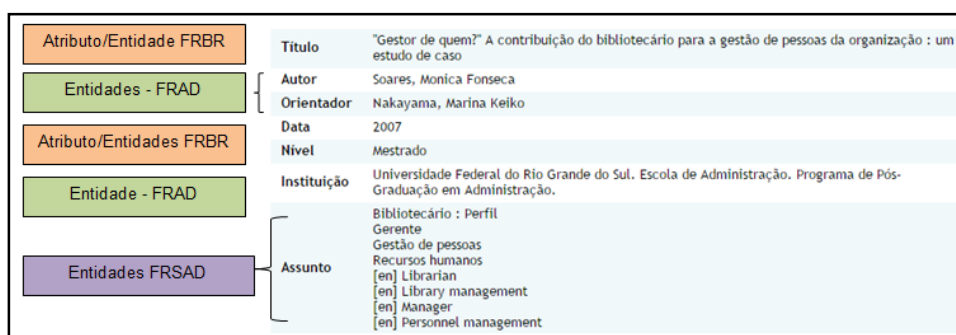 Atributo/Entidade FRBR
Título
"Gestor de quem?" A contribuição do bibliotecário para a gestão de pessoas da organização : um
estudo de caso
Entidades - FRAD
Autor
Soares, Monica Fonseca
Orientador
Nakayama, Marina Keiko
Atributo/Entidades FRBR
Data
2007
Nível
Mestrado
Entidade - FRAD
Instituição
Universidade Federal do Rio Grande do Sul. Escola de Administração. Programa de Pós-
Graduação em Administração.
Entidades FRSAD
Assunto
Bibliotecário : Perfil
Gerente
Gestão de pessoas
Recursos humanos
[en] Librarian
[en] Library management
[en] Manager
[en] Personnel management